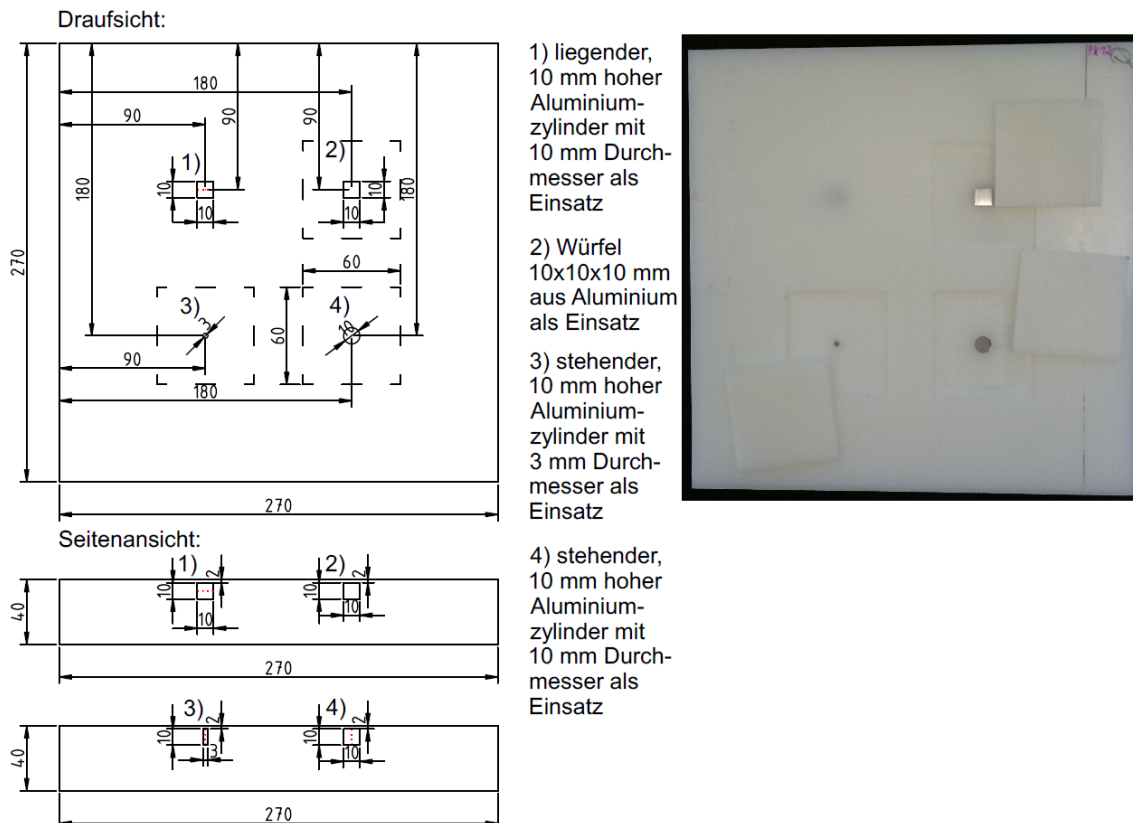 Draufsicht:
180
90
90
90
180
180
1)
2)
10
10
10
10
60
270
3)
4)
3
10
60
90
180
270
Seitenansicht:
1)
2)
2
2
10
10
10
10
40
270
3)
4)
2
2
10
10
3
10
40
270
1) liegender,
10 mm hoher
Aluminium-
zylinder mit
10 mm Durch-
messer als
Einsatz
2) Würfel
10x10x10 mm
aus Aluminium
als Einsatz
3) stehender,
10 mm hoher
Aluminium-
zylinder mit
3 mm Durch-
messer als
Einsatz
4) stehender,
10 mm hoher
Aluminium-
zylinder mit
10 mm Durch-
messer als
Einsatz